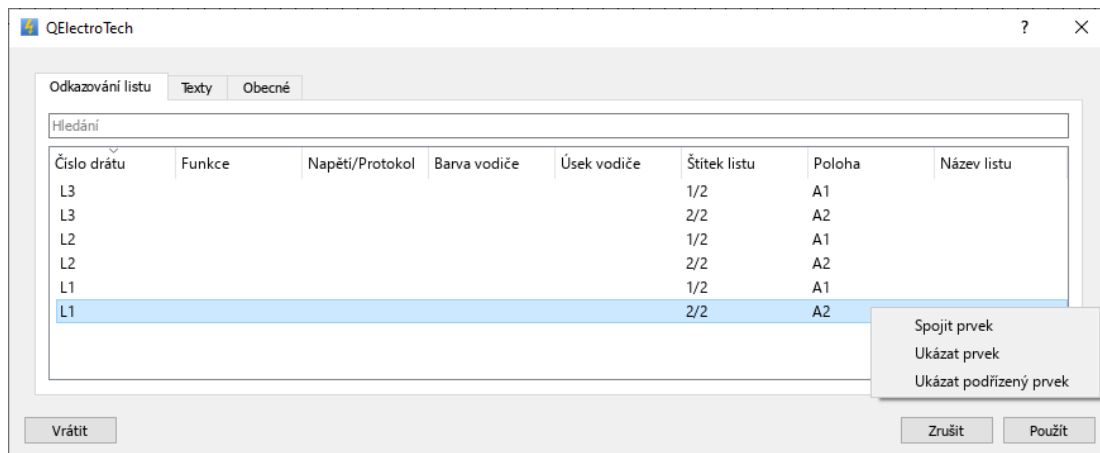 QElectroTech ?
Odkazování listu Texty Obecné
Hledání
Číslo drátu Funkce Napětí/Protokol Barva vodiče Úsek vodiče Štítek listu Poloha Název listu
L3 1/2 A1
L3 2/2 A2
L2 1/2 A1
L2 2/2 A2
L1 1/2 A1
L1 2/2 A2
Spojit prvek
Ukázat prvek
Ukázat podřízený prvek
Vrátit Zrušit Použít